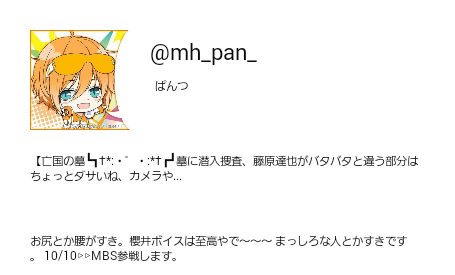 @mh_pan_
ぱんつ
【亡国の墓┗┓†*:・゜・:*†┏┛墓に潜入捜査、藤原達也がバタバタと違う部分は
ちょっとダサいね、カメラや...
お尻とか腰がすき。櫻井ボイスは至高やで〜〜〜 まっしろな人とかすきです
。 10/10▷▷MBS参戦します。